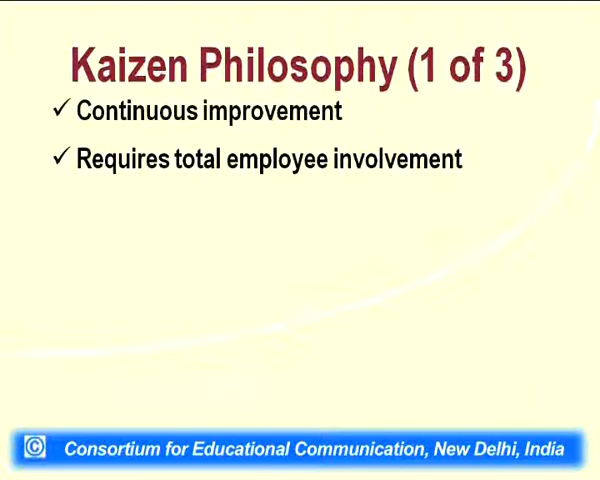 Kaizen Philosophy (1 of 3)
✓ Continuous improvement
✓ Requires total employee involvement
© Consortium for Educational Communication, New Delhi, India